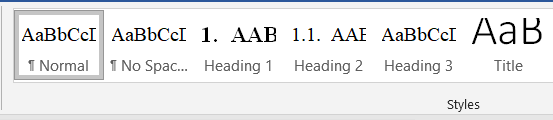 AaBbCcI AaBbCcI 1. AAB 1.1. AAE AaBbCcI AaB
¶ Normal ¶ No Spac... Heading 1 Heading 2 Heading 3 Title
Styles